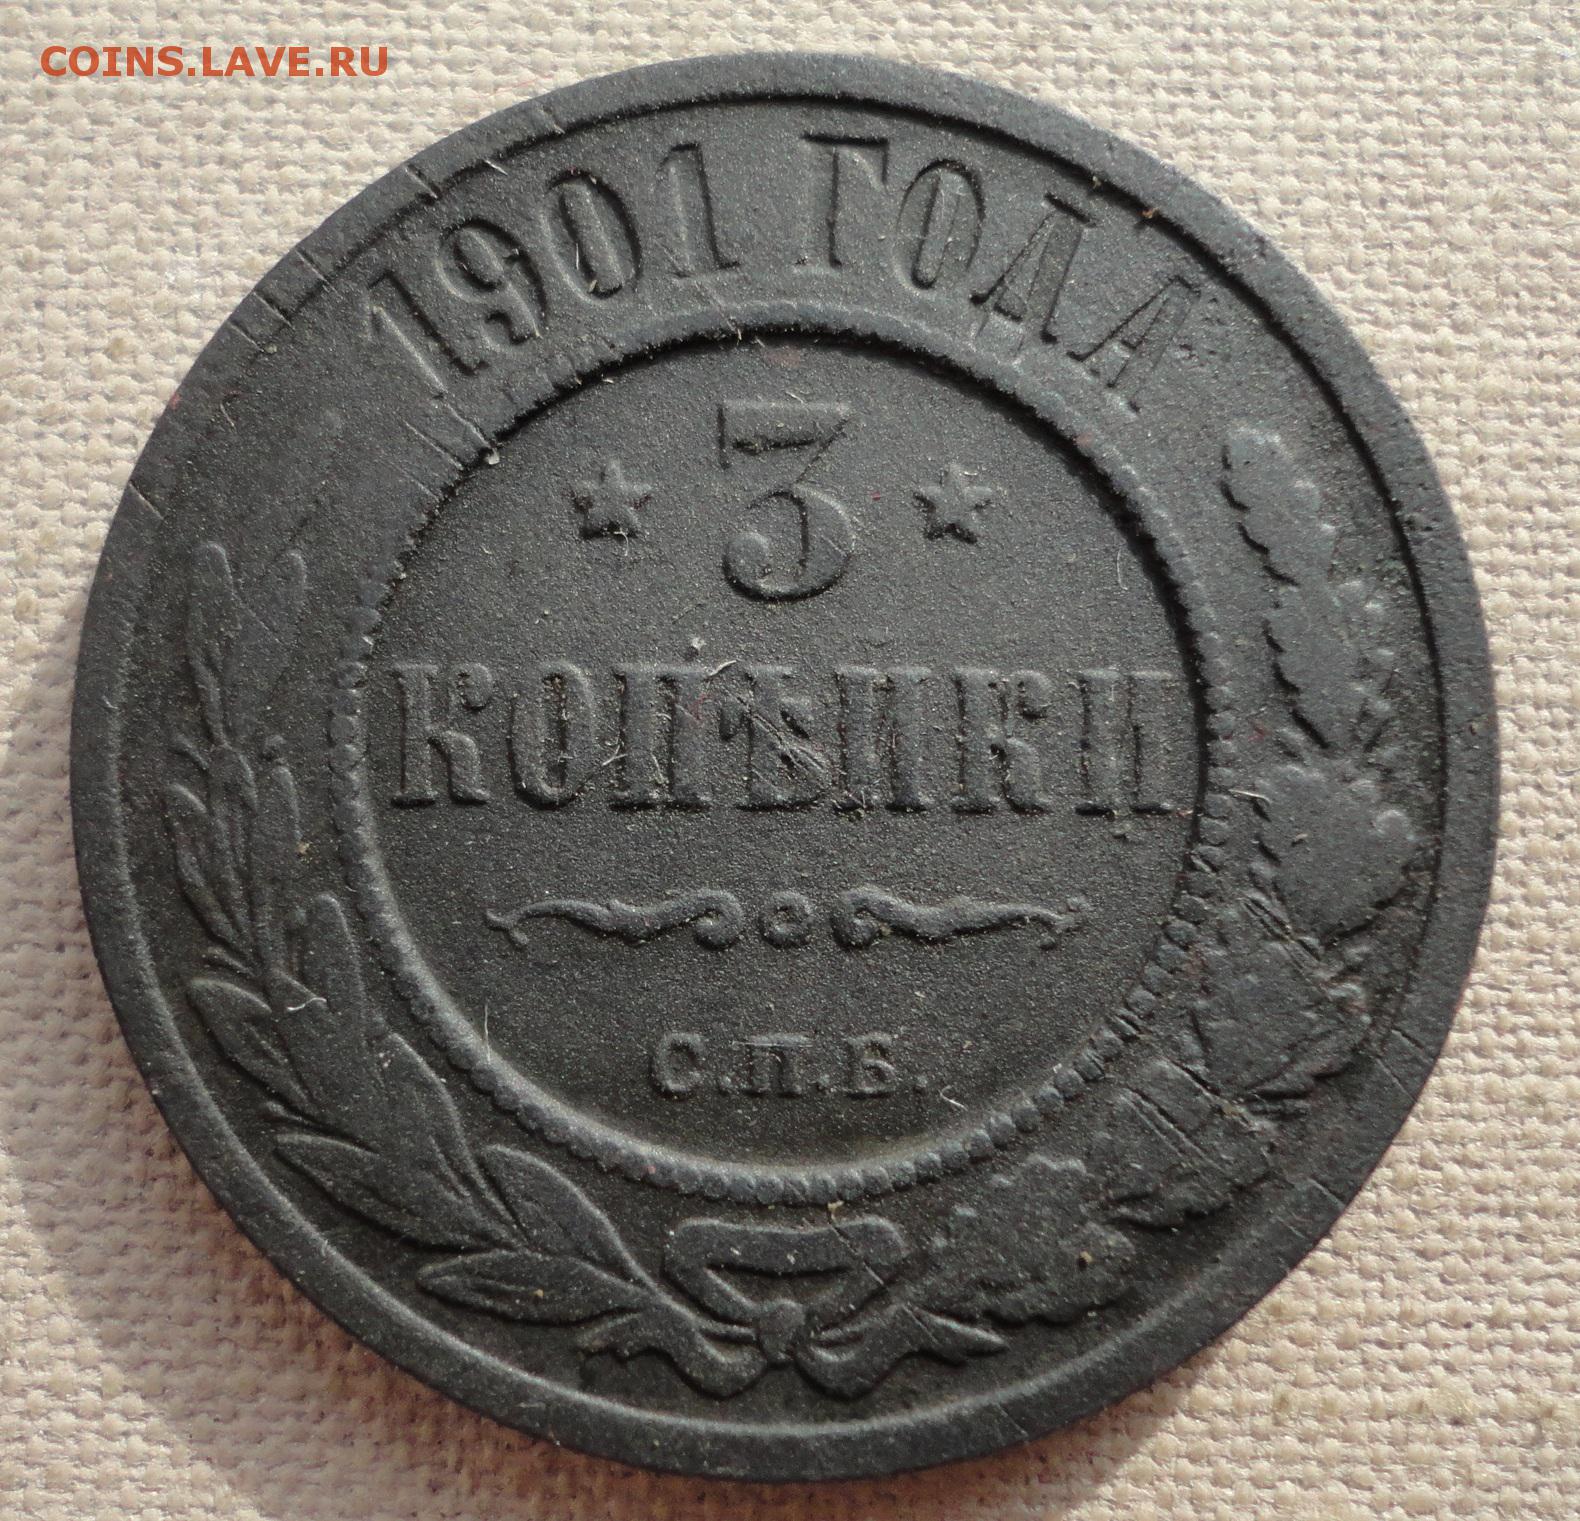 COINS.LAVE.RU
1901 ГОДА
3
КОПѢЙКИ
С.П.Б.